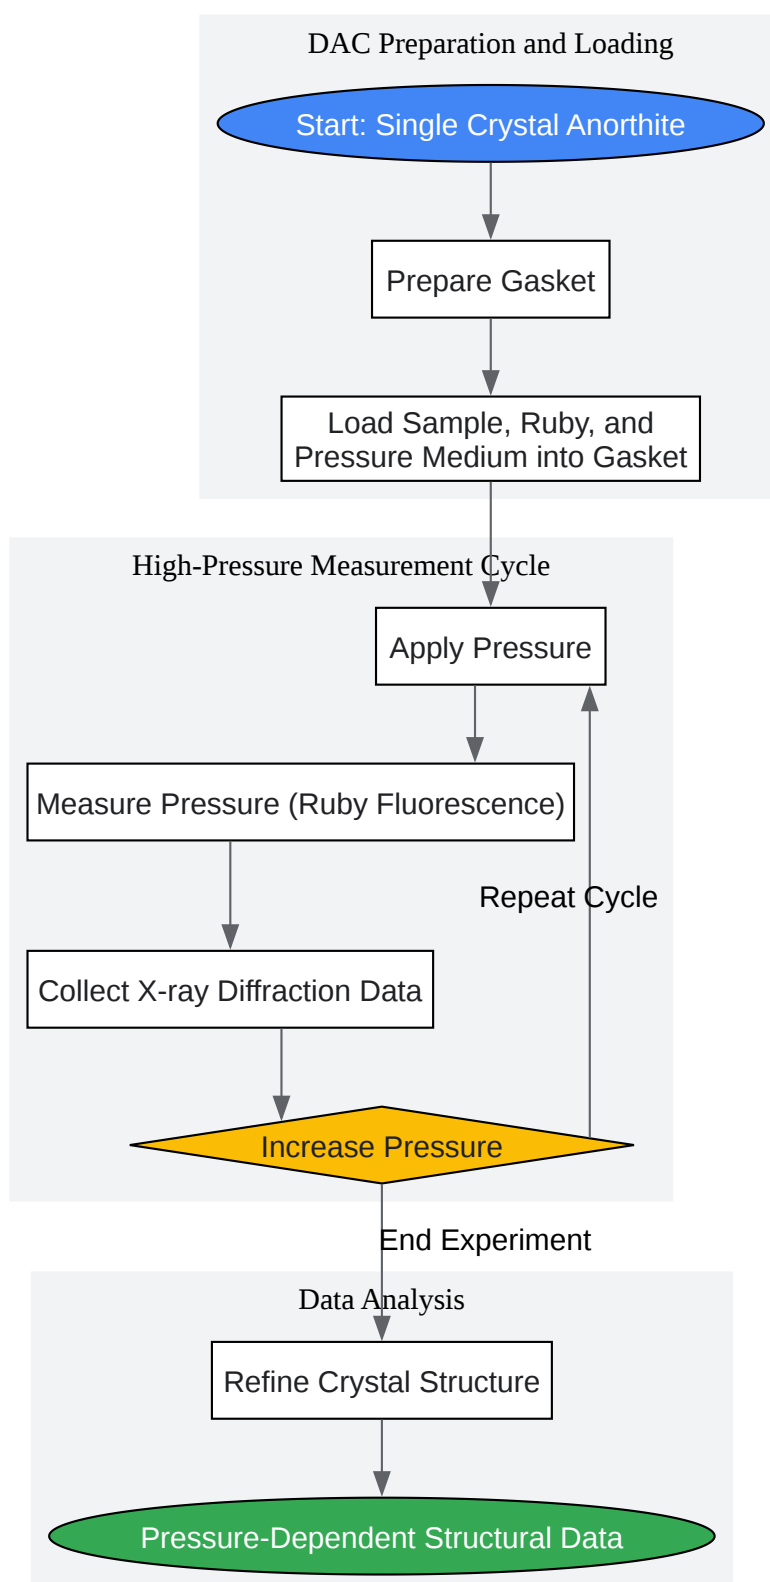 DAC Preparation and Loading
Start: Single Crystal Anorthite
Prepare Gasket
Load Sample, Ruby, and
Pressure Medium into Gasket
High-Pressure Measurement Cycle
Apply Pressure
Measure Pressure (Ruby Fluorescence)
Repeat Cycle
Collect X-ray Diffraction Data
Increase Pressure
End Experiment
Data Analysis
Refine Crystal Structure
Pressure-Dependent Structural Data